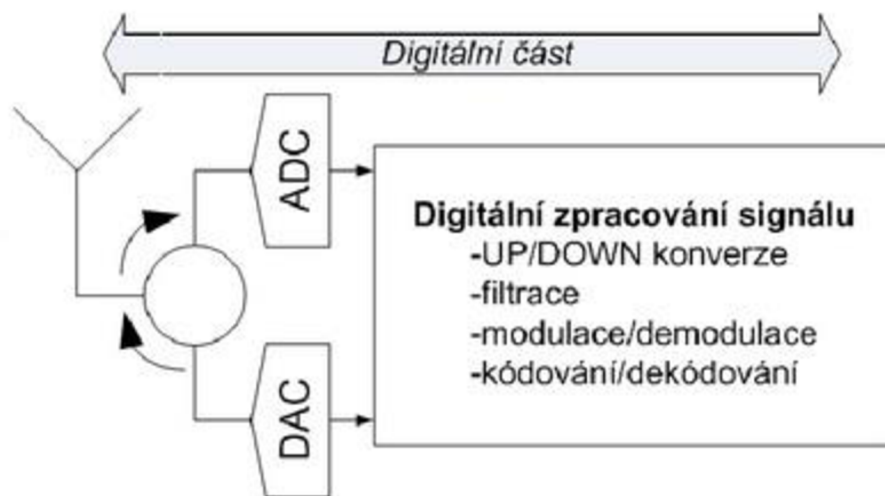 Digitální část
ADC
Digitální zpracování signálu
-UP/DOWN konverze
-filtrace
-modulace/demodulace
-kódování/dekódování
DAC